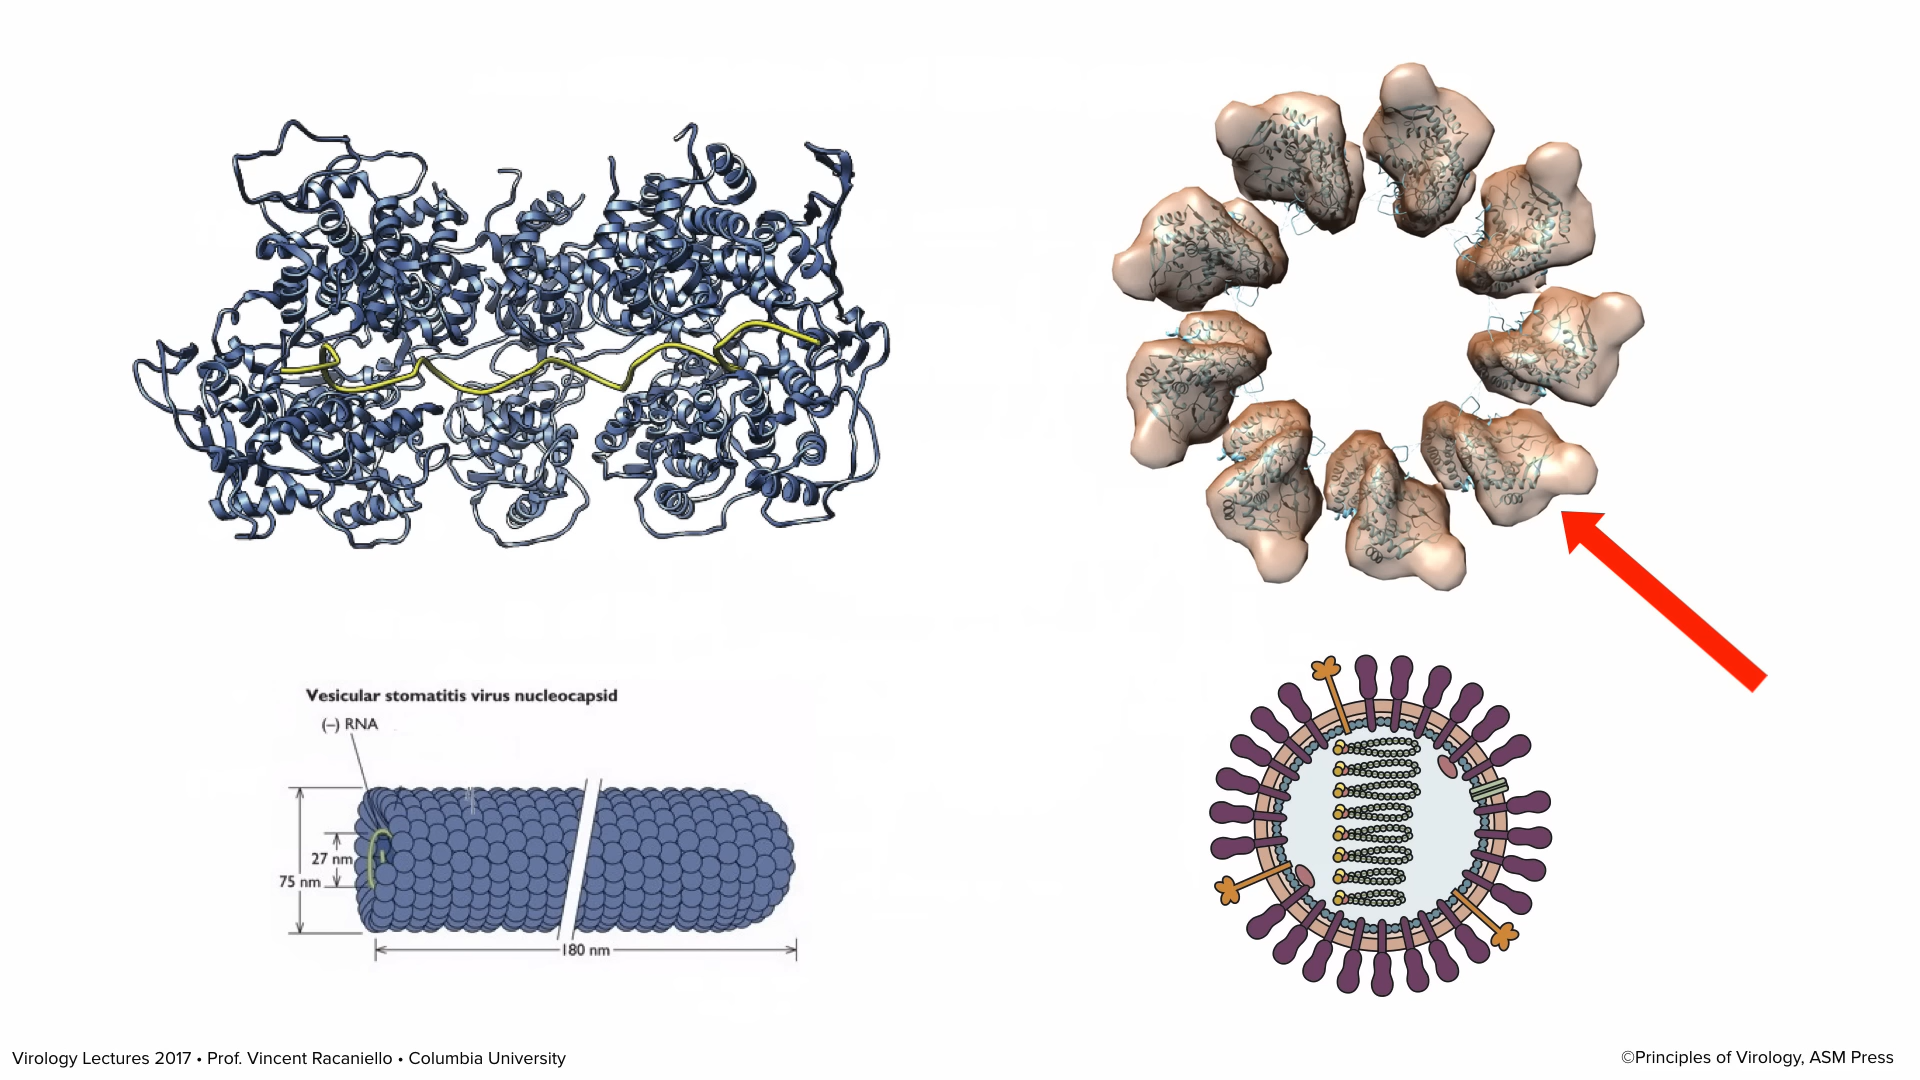 Vesicular stomatitis virus nucleocapsid
(–) RNA
27 nm
75 nm
180 nm
Virology Lectures 2017 • Prof. Vincent Racaniello • Columbia University
©Principles of Virology, ASM Press